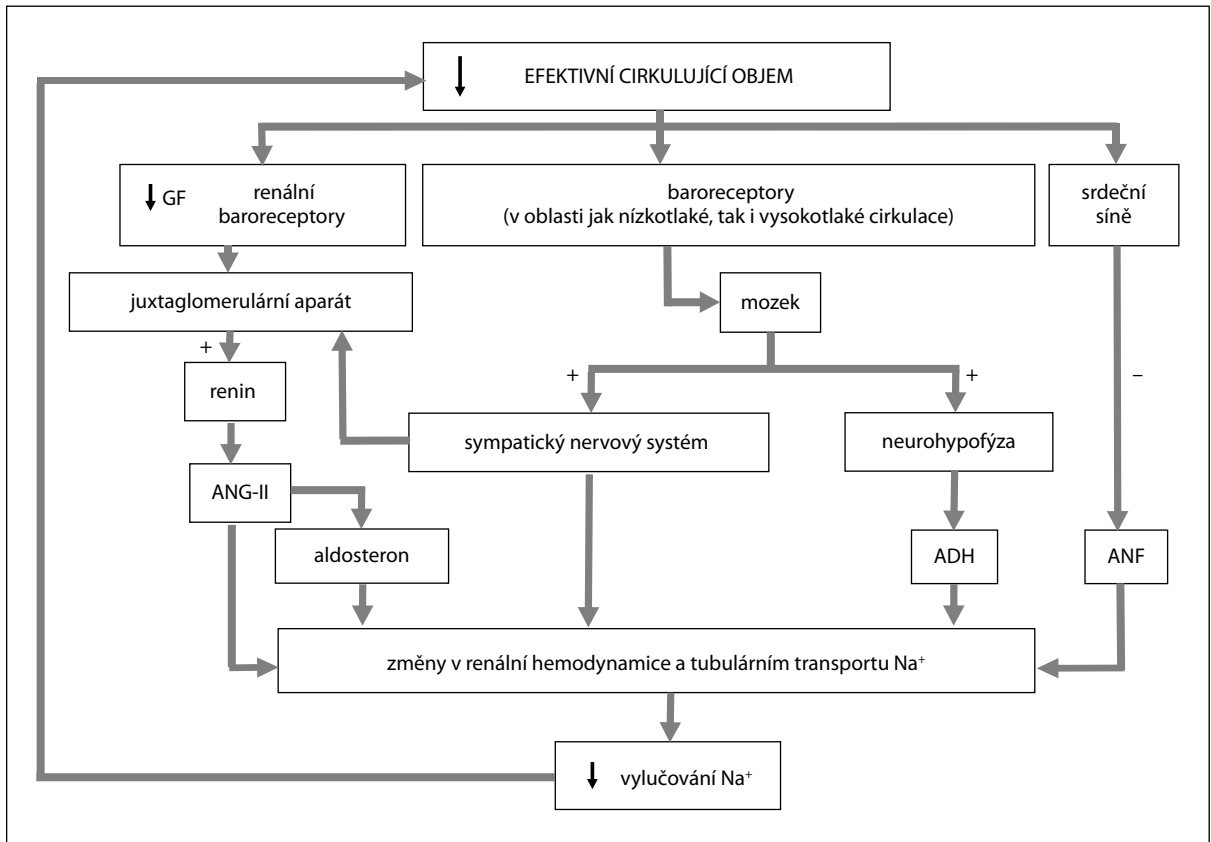 EFEKTIVNÍ CIRKULUJÍCÍ OBJEM
GF
renální
baroreceptory
baroreceptory
(v oblasti jak nízkotlaké, tak i vysokotlaké cirkulace)
srdeční
síně
juxtaglomerulární aparát
mozek
+
renin
+
+
–
sympatický nervový systém
neurohypofýza
ANG-II
aldosteron
ADH
ANF
změny v renální hemodynamice a tubulárním transportu Na⁺
vylučování Na⁺